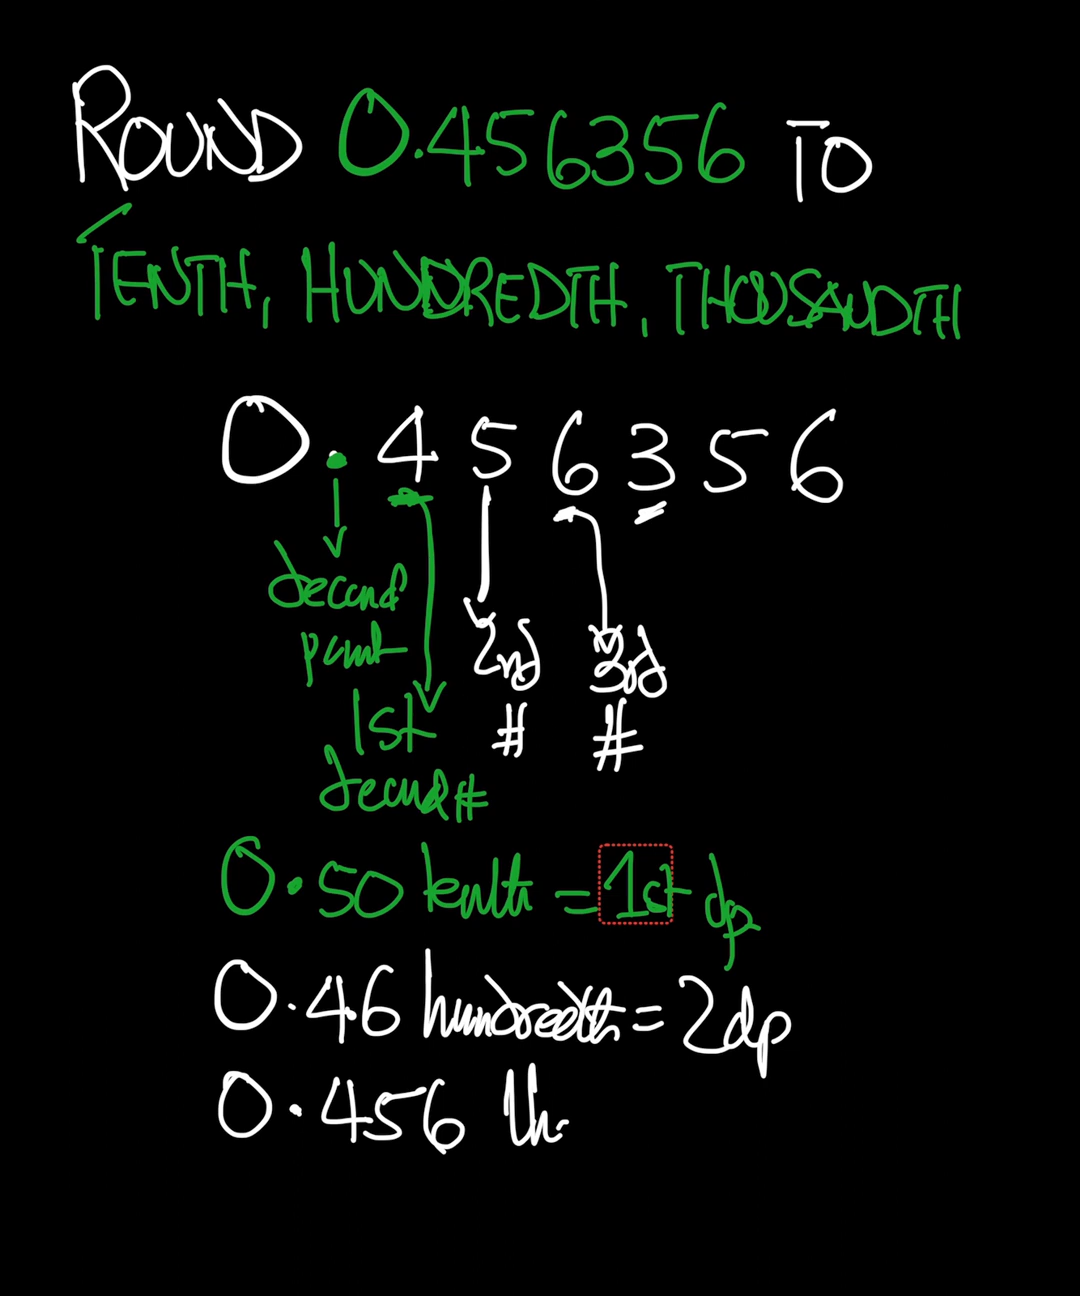 ROUND 0.456356 TO
TENTH, HUNDREDTH, THOUSANDTH
0.456356
decimal
point
1st
decimal #
2nd
#
3rd
#
0.50 tenth = 1st dp
0.46 hundredth = 2dp
0.456 th